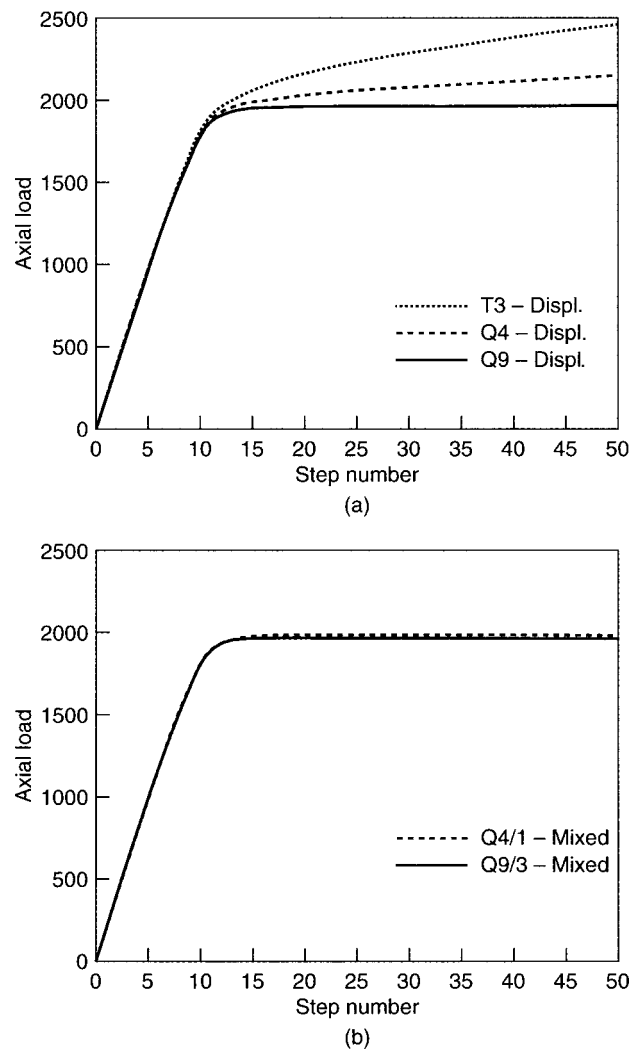 2500
2000
1500
1000
500
0
Axial load
T3 – Displ.
Q4 – Displ.
Q9 – Displ.
0 5 10 15 20 25 30 35 40 45 50
Step number
(a)
2500
2000
1500
1000
500
0
Axial load
Q4/1 – Mixed
Q9/3 – Mixed
0 5 10 15 20 25 30 35 40 45 50
Step number
(b)